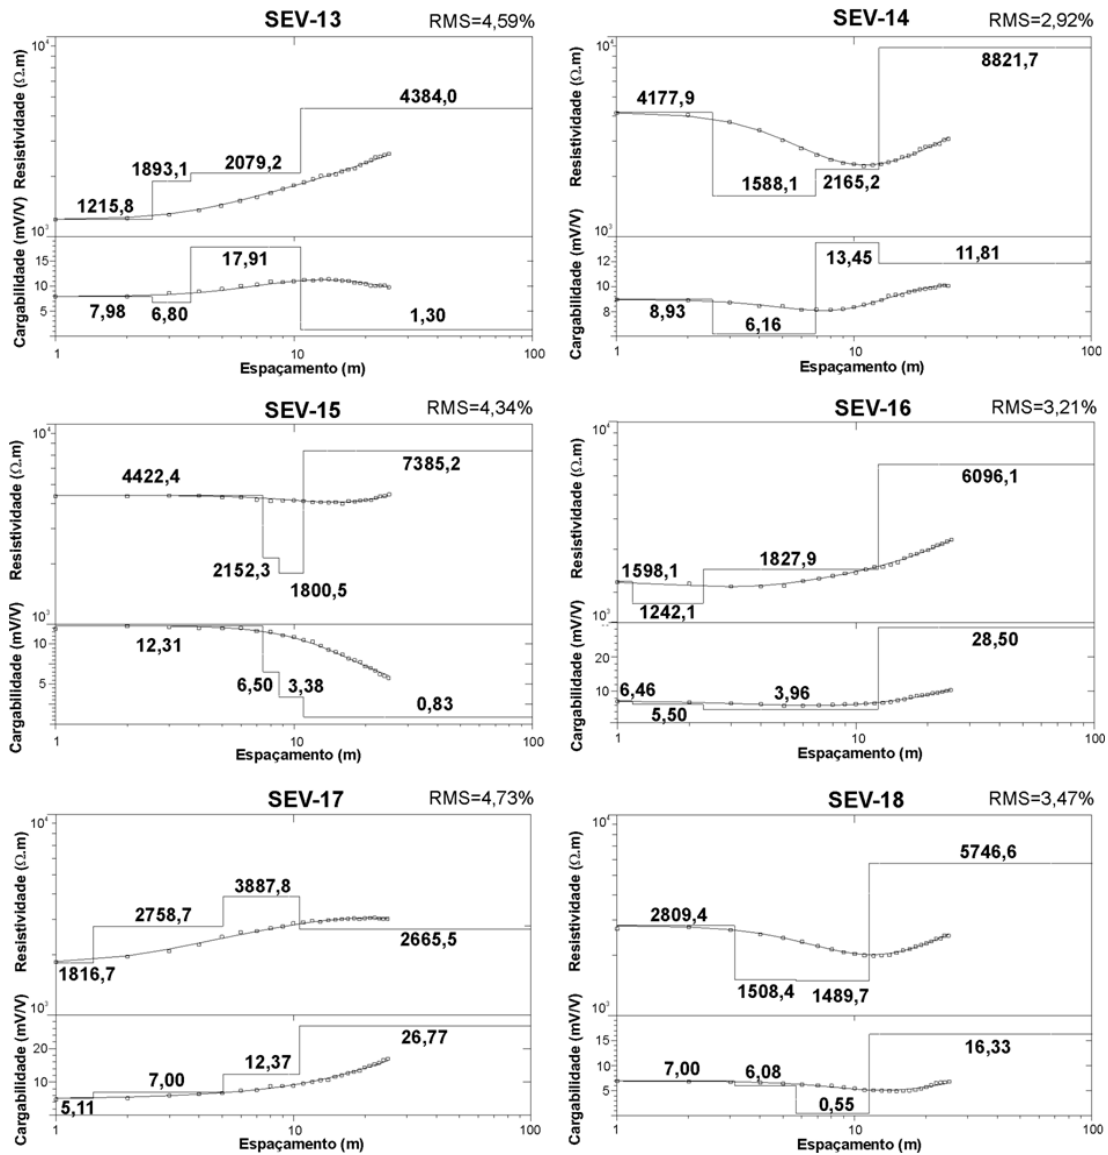 SEV-13 RMS=4,59%
10⁴
Resistividade (Ω.m)
4384,0
1893,1 2079,2
1215,8
10³
Cargabilidade (mV/V)
15
10
5
17,91
7,98 6,80 1,30
1 10 100
Espaçamento (m)
SEV-14 RMS=2,92%
10⁴
Resistividade (Ω.m)
8821,7
4177,9
1588,1 2165,2
10³
Cargabilidade (mV/V)
12
10
8
13,45 11,81
8,93 6,16
1 10 100
Espaçamento (m)
SEV-15 RMS=4,34%
10⁴
Resistividade (Ω.m)
4422,4 7385,2
2152,3
1800,5
10³
Cargabilidade (mV/V)
10
5
12,31
6,50 3,38 0,83
1 10 100
Espaçamento (m)
SEV-16 RMS=3,21%
10⁴
Resistividade (Ω.m)
6096,1
1598,1 1827,9
1242,1
10³
Cargabilidade (mV/V)
20
10
28,50
6,46 3,96
5,50
1 10 100
Espaçamento (m)
SEV-17 RMS=4,73%
10⁴
Resistividade (Ω.m)
3887,8
2758,7
2665,5
1816,7
10³
Cargabilidade (mV/V)
20
10
26,77
12,37
7,00
5,11
1 10 100
Espaçamento (m)
SEV-18 RMS=3,47%
10⁴
Resistividade (Ω.m)
5746,6
2809,4
1508,4 1489,7
10³
Cargabilidade (mV/V)
15
10
5
16,33
7,00 6,08
0,55
1 10 100
Espaçamento (m)